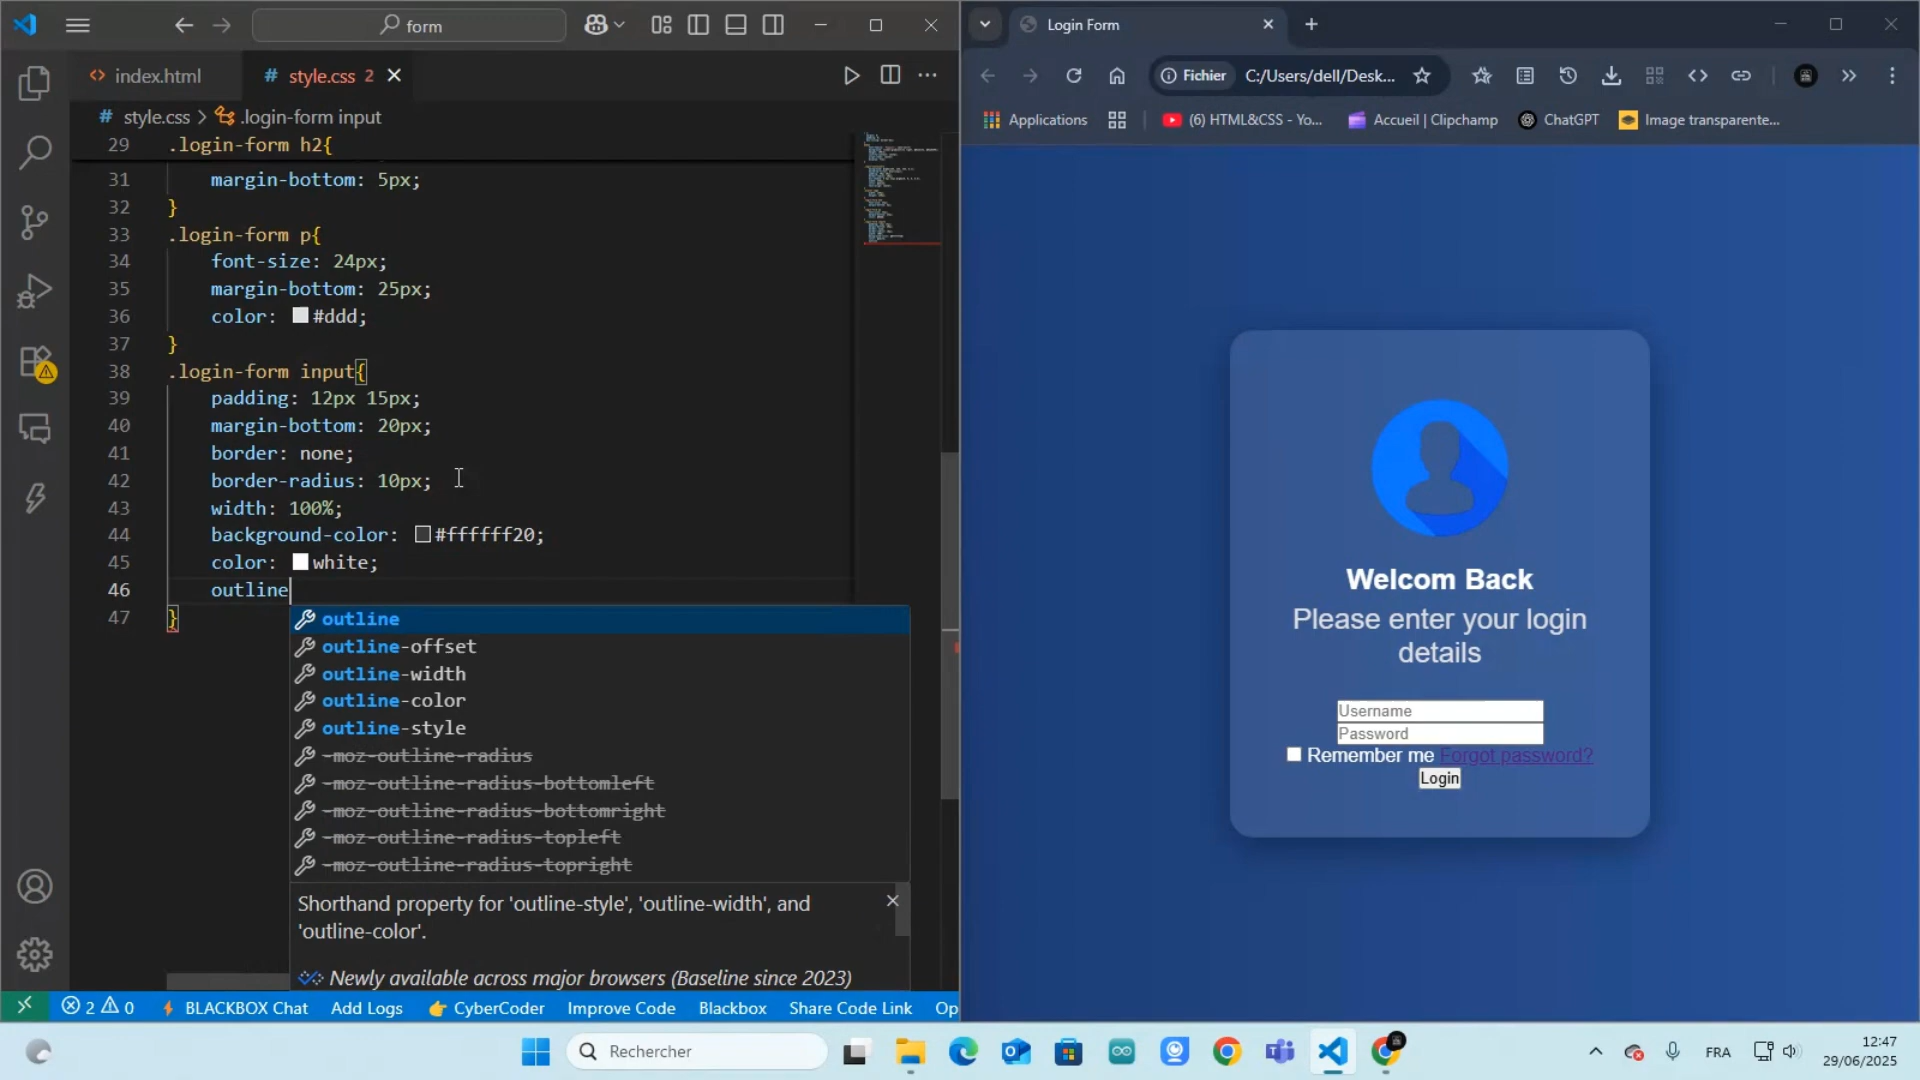 form
Login Form
index.html
style.css 2
style.css > .login-form input
Fichier
C:/Users/dell/Desk...
Applications
(6) HTML&CSS - Yo...
Accueil | Clipchamp
ChatGPT
Image transparente...
29 .login-form h2{
31 margin-bottom: 5px;
32 }
33 .login-form p{
34 font-size: 24px;
35 margin-bottom: 25px;
36 color: #ddd;
37 }
38 .login-form input{
39 padding: 12px 15px;
40 margin-bottom: 20px;
41 border: none;
42 border-radius: 10px;
43 width: 100%;
44 background-color: #ffffff20;
45 color: white;
46 outline
47 }
outline
outline-offset
outline-width
outline-color
outline-style
-moz-outline-radius
-moz-outline-radius-bottomleft
-moz-outline-radius-bottomright
-moz-outline-radius-topleft
-moz-outline-radius-topright
Shorthand property for 'outline-style', 'outline-width', and
'outline-color'.
Newly available across major browsers (Baseline since 2023)
Welcom Back
Please enter your login
details
Username
Password
Remember me Forgot password?
Login
2 0 BLACKBOX Chat Add Logs CyberCoder Improve Code Blackbox Share Code Link Op
Rechercher
FRA
12:47
29/06/2025